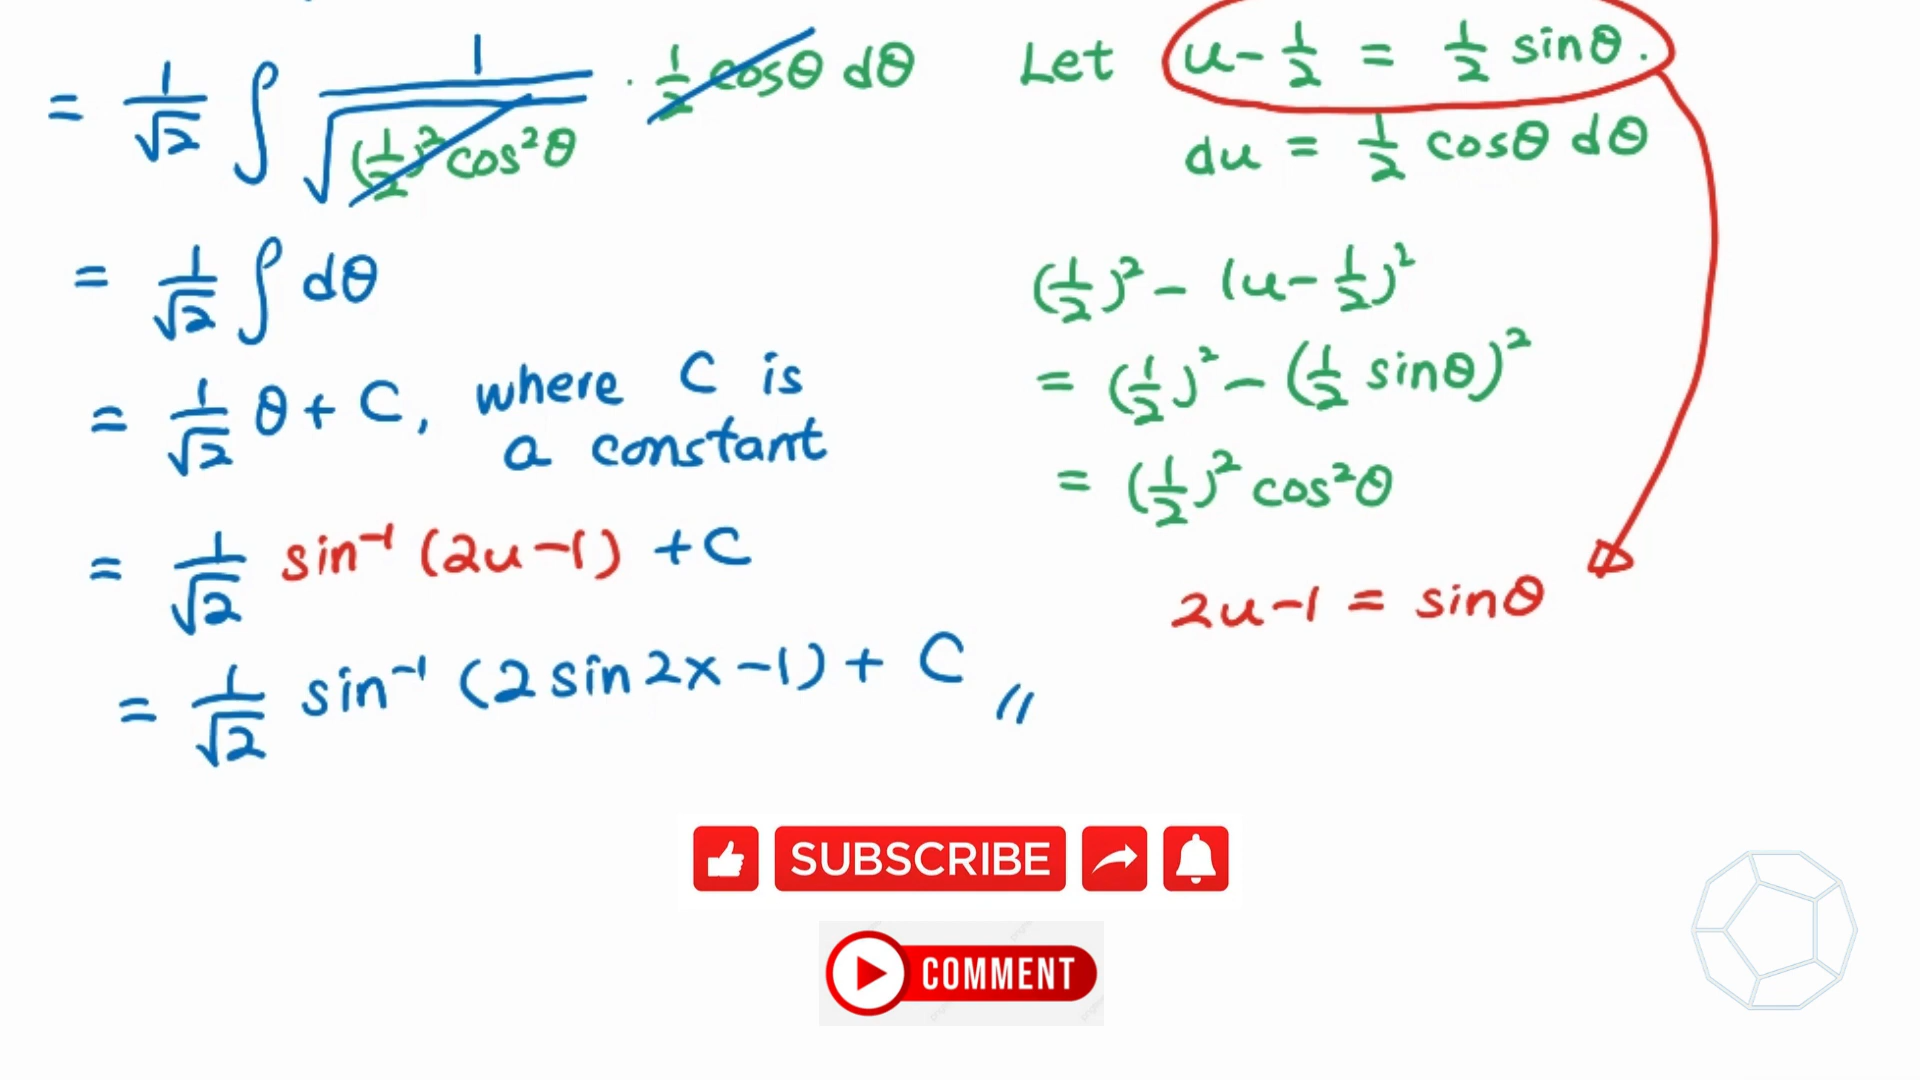 = 1/√2 ∫ 1/√((1/2)² cos²θ) · 1/2 cosθ dθ
= 1/√2 ∫ dθ
= 1/√2 θ + C, where C is
a constant
= 1/√2 sin⁻¹ (2u-1) + C
= 1/√2 sin⁻¹ (2 sin 2x - 1) + C //
Let u - 1/2 = 1/2 sinθ.
du = 1/2 cosθ dθ
(1/2)² - (u - 1/2)²
= (1/2)² - (1/2 sinθ)²
= (1/2)² cos²θ
2u-1 = sinθ
SUBSCRIBE
COMMENT